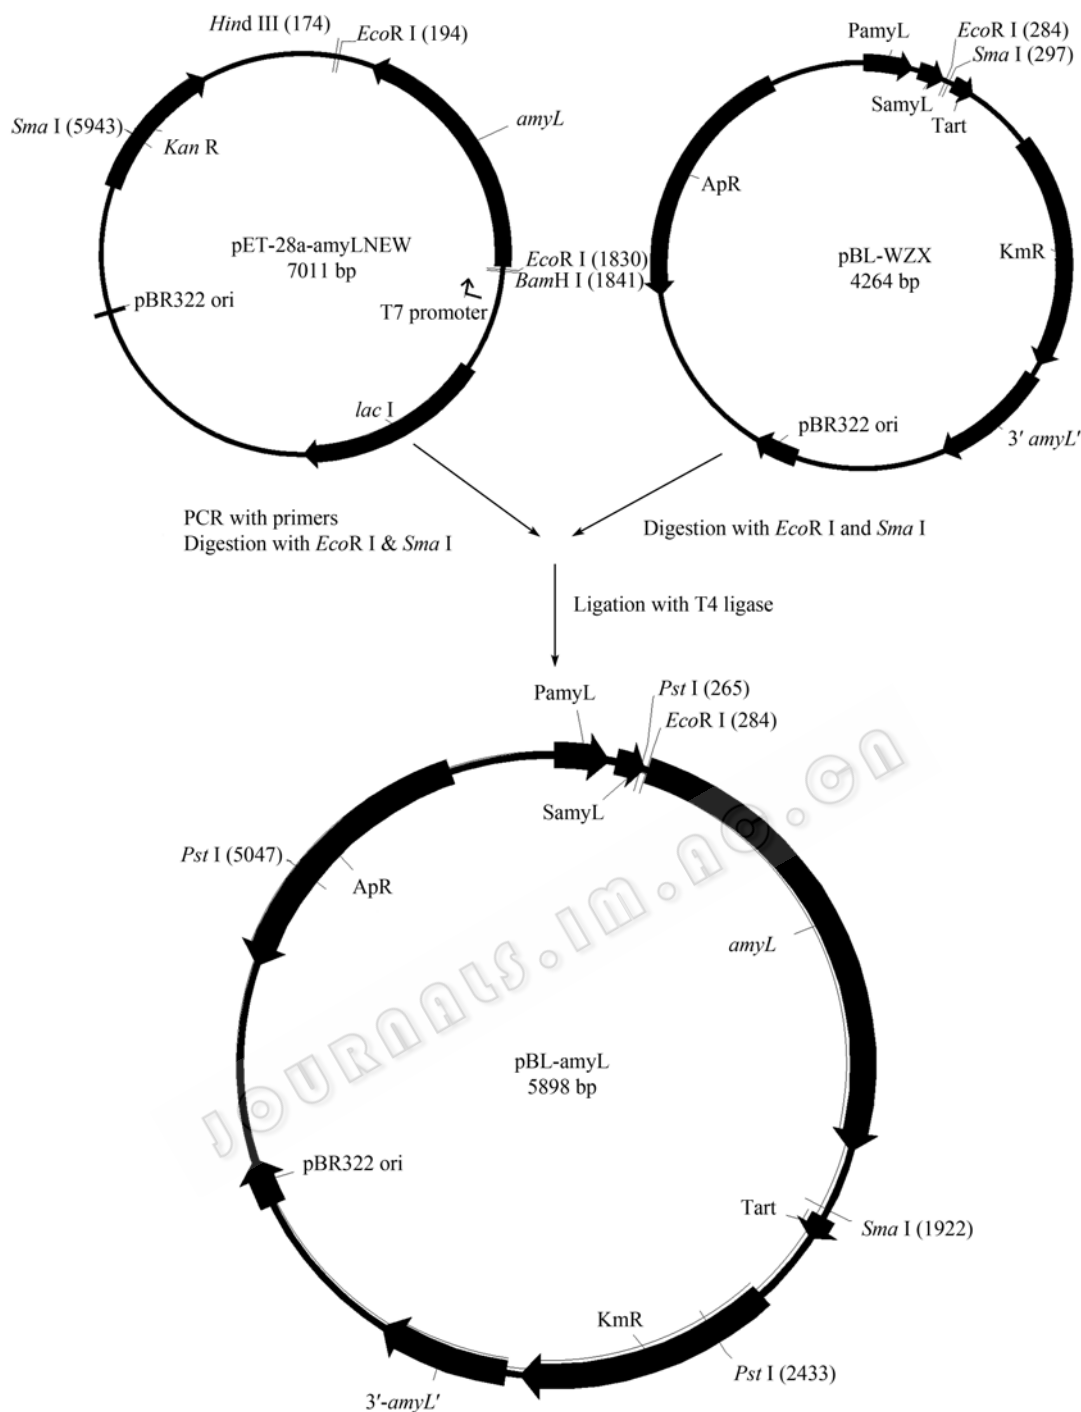 Hind III (174)
EcoR I (194)
Sma I (5943)
Kan R
amyL
pET-28a-amyLNEW
7011 bp
EcoR I (1830)
BamH I (1841)
pBR322 ori
T7 promoter
lac I
PamyL
EcoR I (284)
Sma I (297)
SamyL
Tart
ApR
KmR
pBL-WZX
4264 bp
pBR322 ori
3' amyL'
PCR with primers
Digestion with EcoR I & Sma I
Digestion with EcoR I and Sma I
Ligation with T4 ligase
PamyL
Pst I (265)
EcoR I (284)
SamyL
Pst I (5047)
ApR
amyL
pBL-amyL
5898 bp
pBR322 ori
Tart
Sma I (1922)
KmR
Pst I (2433)
3'-amyL'
JOURNALS.IM.AC.CN